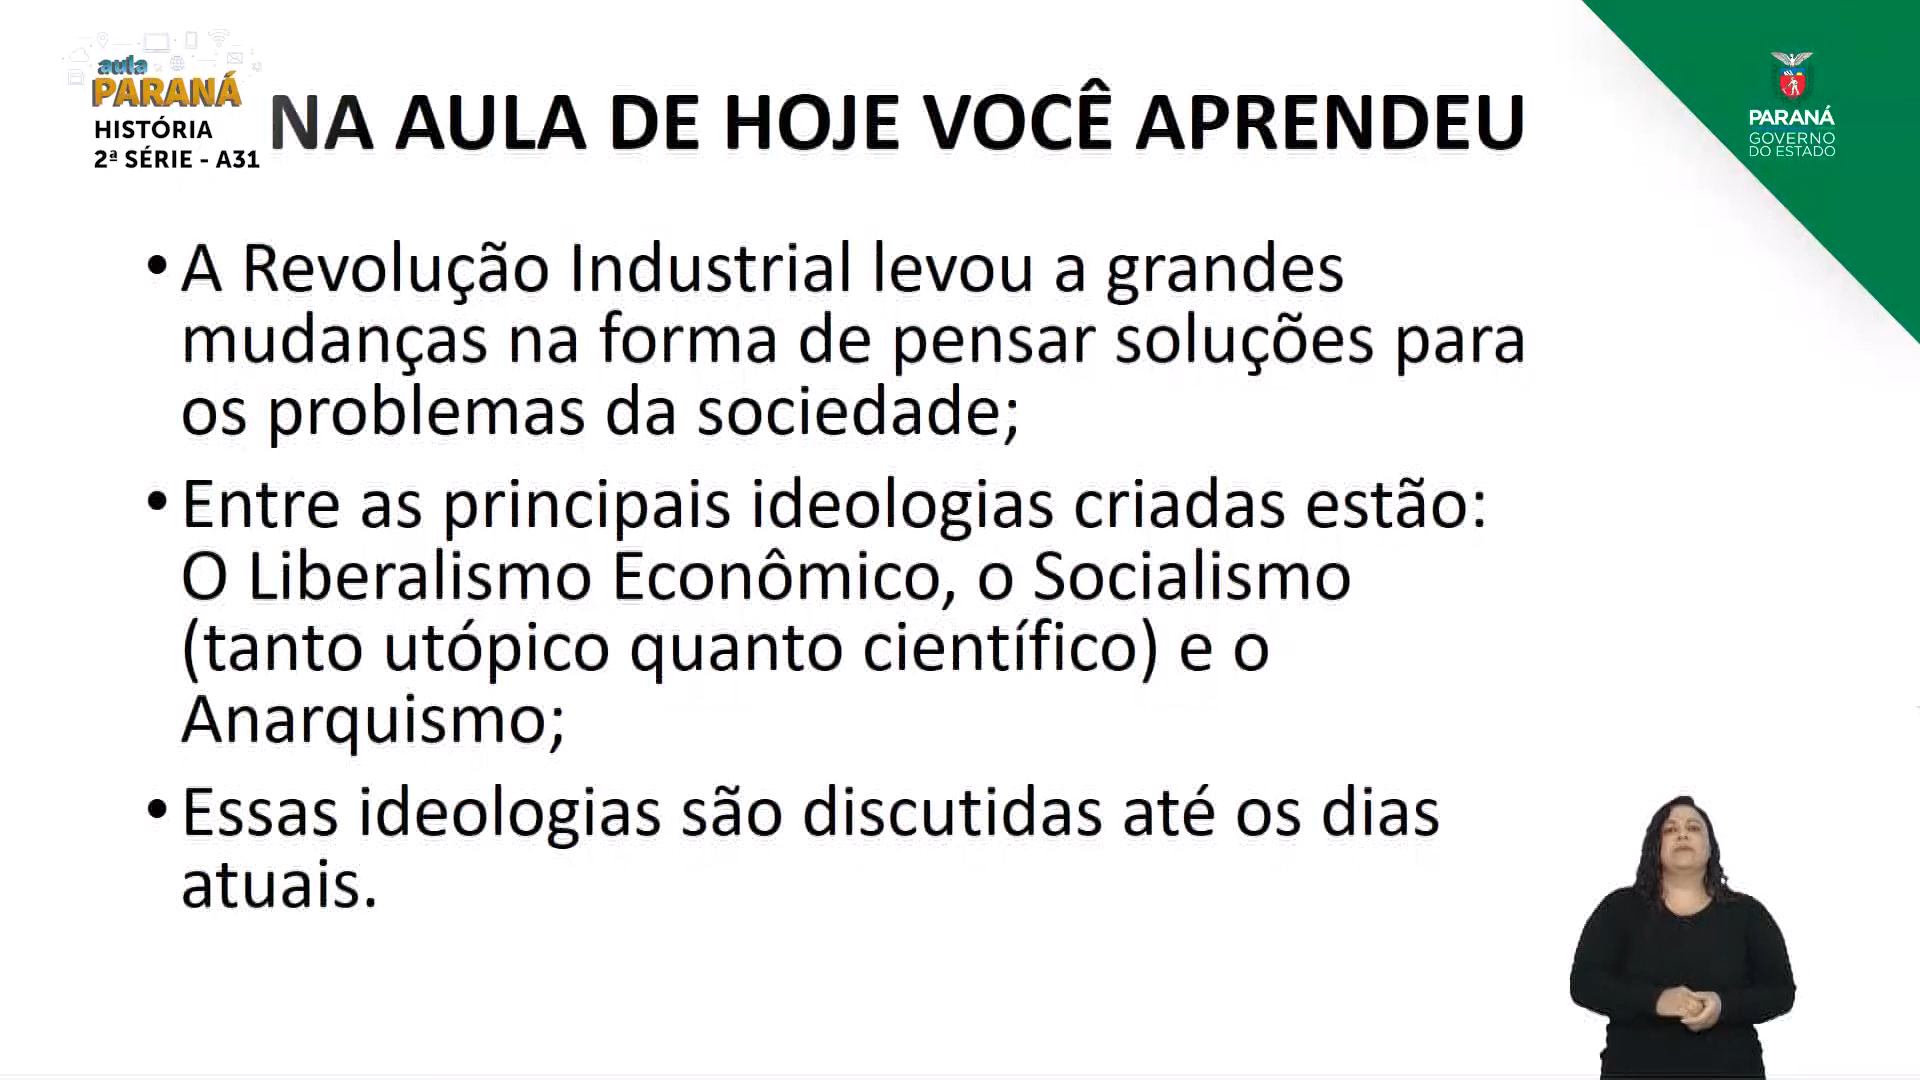 aula
PARANÁ
HISTÓRIA
2ª SÉRIE - A31
NA AULA DE HOJE VOCÊ APRENDEU
PARANÁ
GOVERNO
DO ESTADO
• A Revolução Industrial levou a grandes
mudanças na forma de pensar soluções para
os problemas da sociedade;
• Entre as principais ideologias criadas estão:
O Liberalismo Econômico, o Socialismo
(tanto utópico quanto científico) e o
Anarquismo;
• Essas ideologias são discutidas até os dias
atuais.